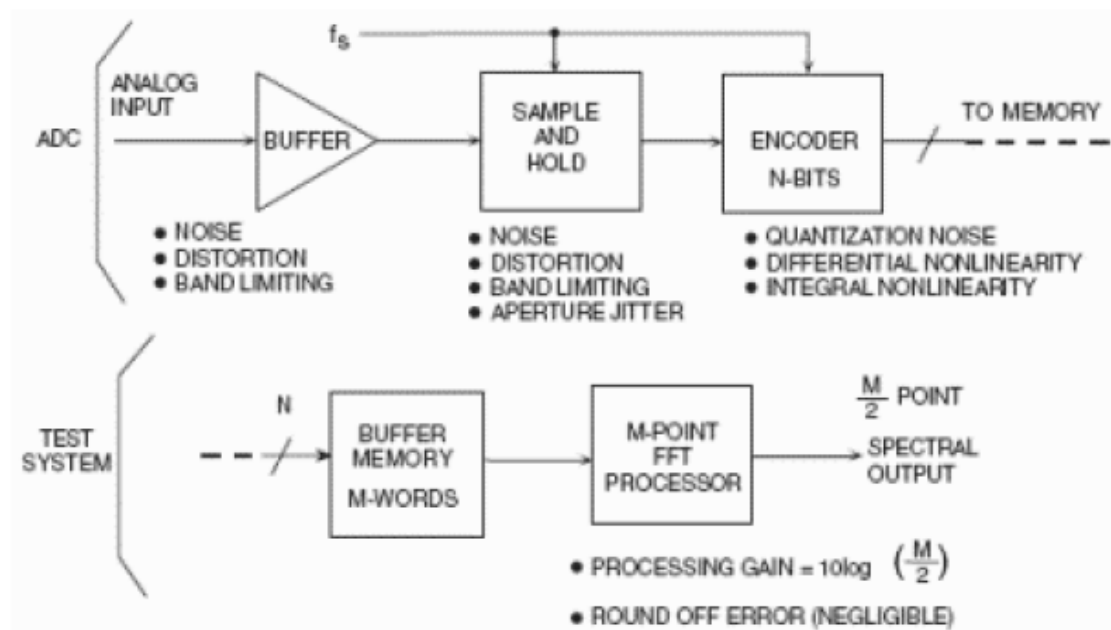 f_s
ADC
ANALOG
INPUT
BUFFER
SAMPLE
AND
HOLD
ENCODER
N-BITS
TO MEMORY
• NOISE
• DISTORTION
• BAND LIMITING
• NOISE
• DISTORTION
• BAND LIMITING
• APERTURE JITTER
• QUANTIZATION NOISE
• DIFFERENTIAL NONLINEARITY
• INTEGRAL NONLINEARITY
TEST
SYSTEM
N
BUFFER
MEMORY
M-WORDS
M-POINT
FFT
PROCESSOR
M/2 POINT
SPECTRAL
OUTPUT
• PROCESSING GAIN = 10log (M/2)
• ROUND OFF ERROR (NEGLIGIBLE)